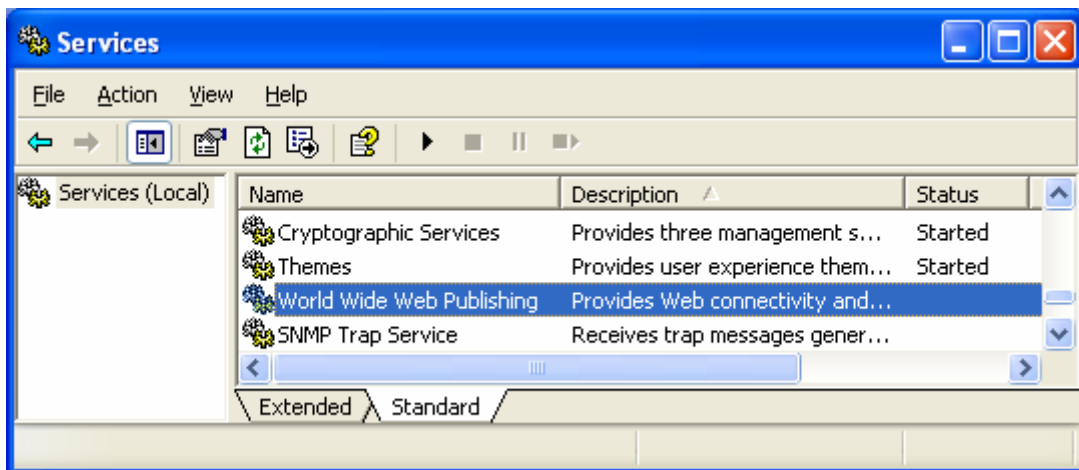 Services
File Action View Help
Services (Local)
Name Description Status
Cryptographic Services Provides three management s... Started
Themes Provides user experience them... Started
World Wide Web Publishing Provides Web connectivity and...
SNMP Trap Service Receives trap messages gener...
Extended Standard